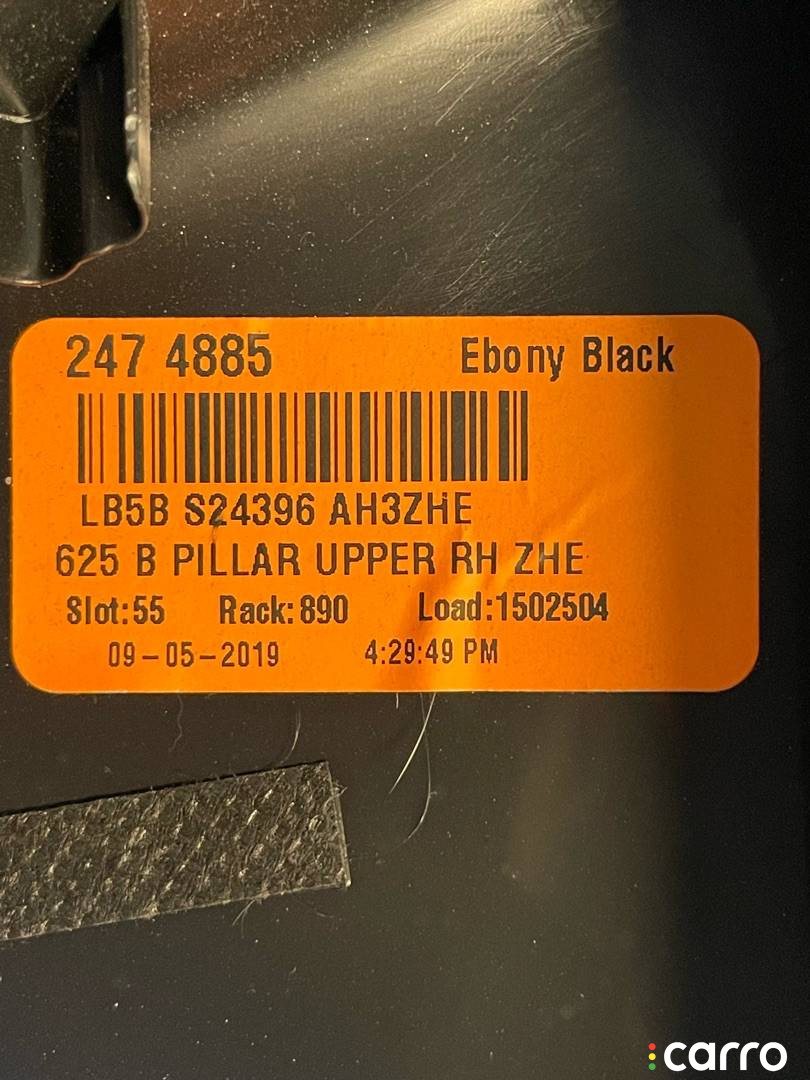 247 4885 Ebony Black
LB5B S24396 AH3ZHE
625 B PILLAR UPPER RH ZHE
Slot:55 Rack:890 Load:1502504
09-05-2019 4:29:49 PM
carro